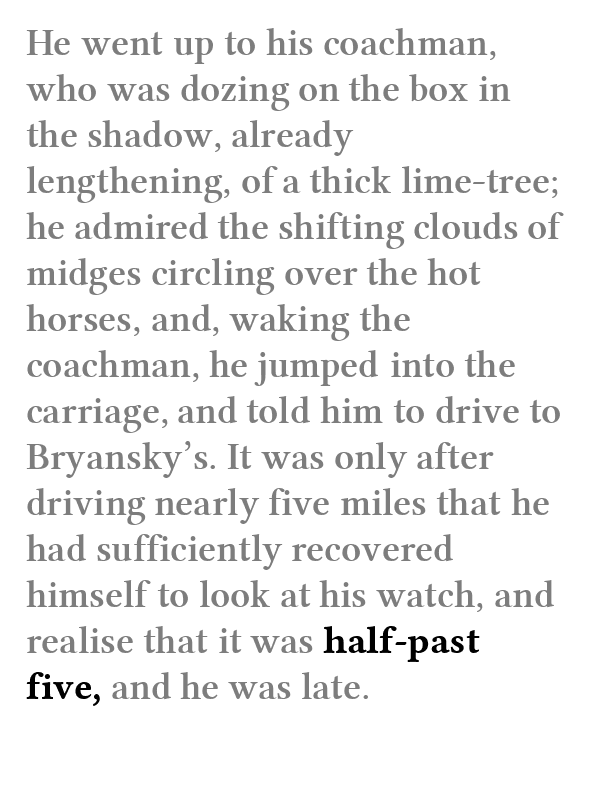 He went up to his coachman,
who was dozing on the box in
the shadow, already
lengthening, of a thick lime-tree;
he admired the shifting clouds of
midges circling over the hot
horses, and, waking the
coachman, he jumped into the
carriage, and told him to drive to
Bryansky’s. It was only after
driving nearly five miles that he
had sufficiently recovered
himself to look at his watch, and
realise that it was half-past
five, and he was late.